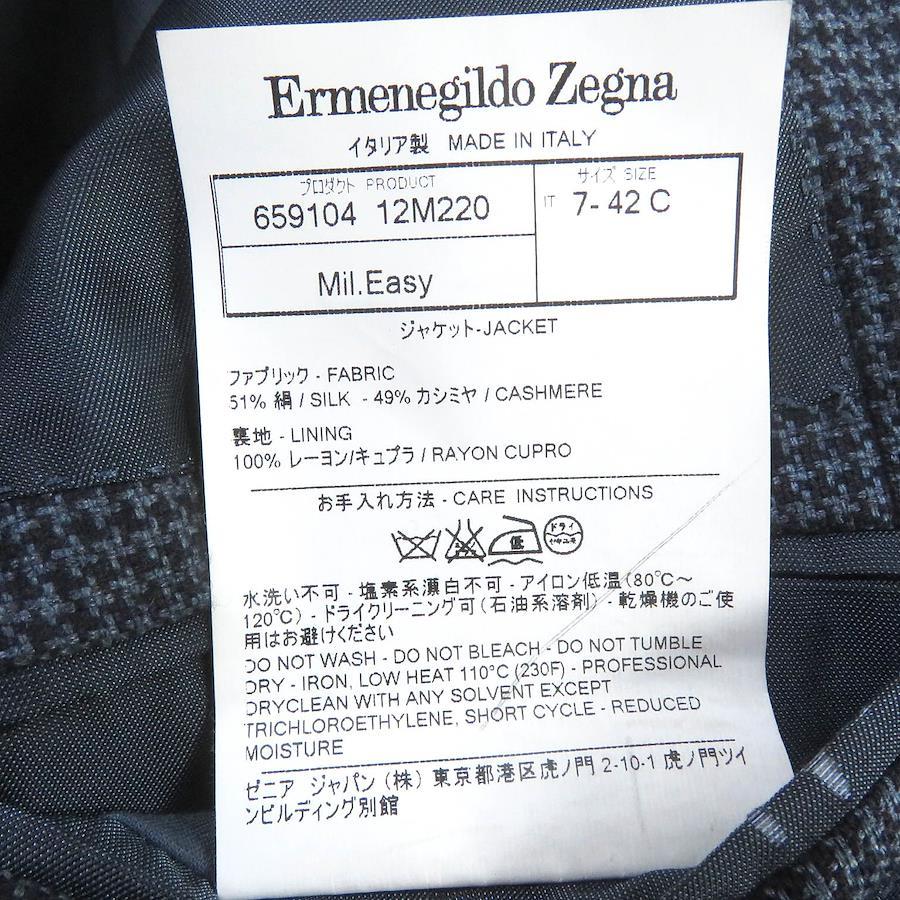 Ermenegildo Zegna
イタリア製 MADE IN ITALY
プロダクト PRODUCT
659104 12M220
サイズ SIZE
IT 7- 42 C
Mil.Easy
ジャケット-JACKET
ファブリック - FABRIC
51% 絹 / SILK - 49% カシミヤ / CASHMERE
裏地 - LINING
100% レーヨン/キュプラ / RAYON CUPRO
お手入れ方法 - CARE INSTRUCTIONS
低
ドライ
水洗い不可 - 塩素系漂白不可 - アイロン低温 (80°C～
120°C) - ドライクリーニング可 (石油系溶剤) - 乾燥機のご使
用はお避けください
DO NOT WASH - DO NOT BLEACH - DO NOT TUMBLE
DRY - IRON, LOW HEAT 110°C (230F) - PROFESSIONAL
DRYCLEAN WITH ANY SOLVENT EXCEPT
TRICHLOROETHYLENE, SHORT CYCLE - REDUCED
MOISTURE
ゼニア ジャパン (株) 東京都港区虎ノ門 2-10-1 虎ノ門ツイ
ンビルディング別館